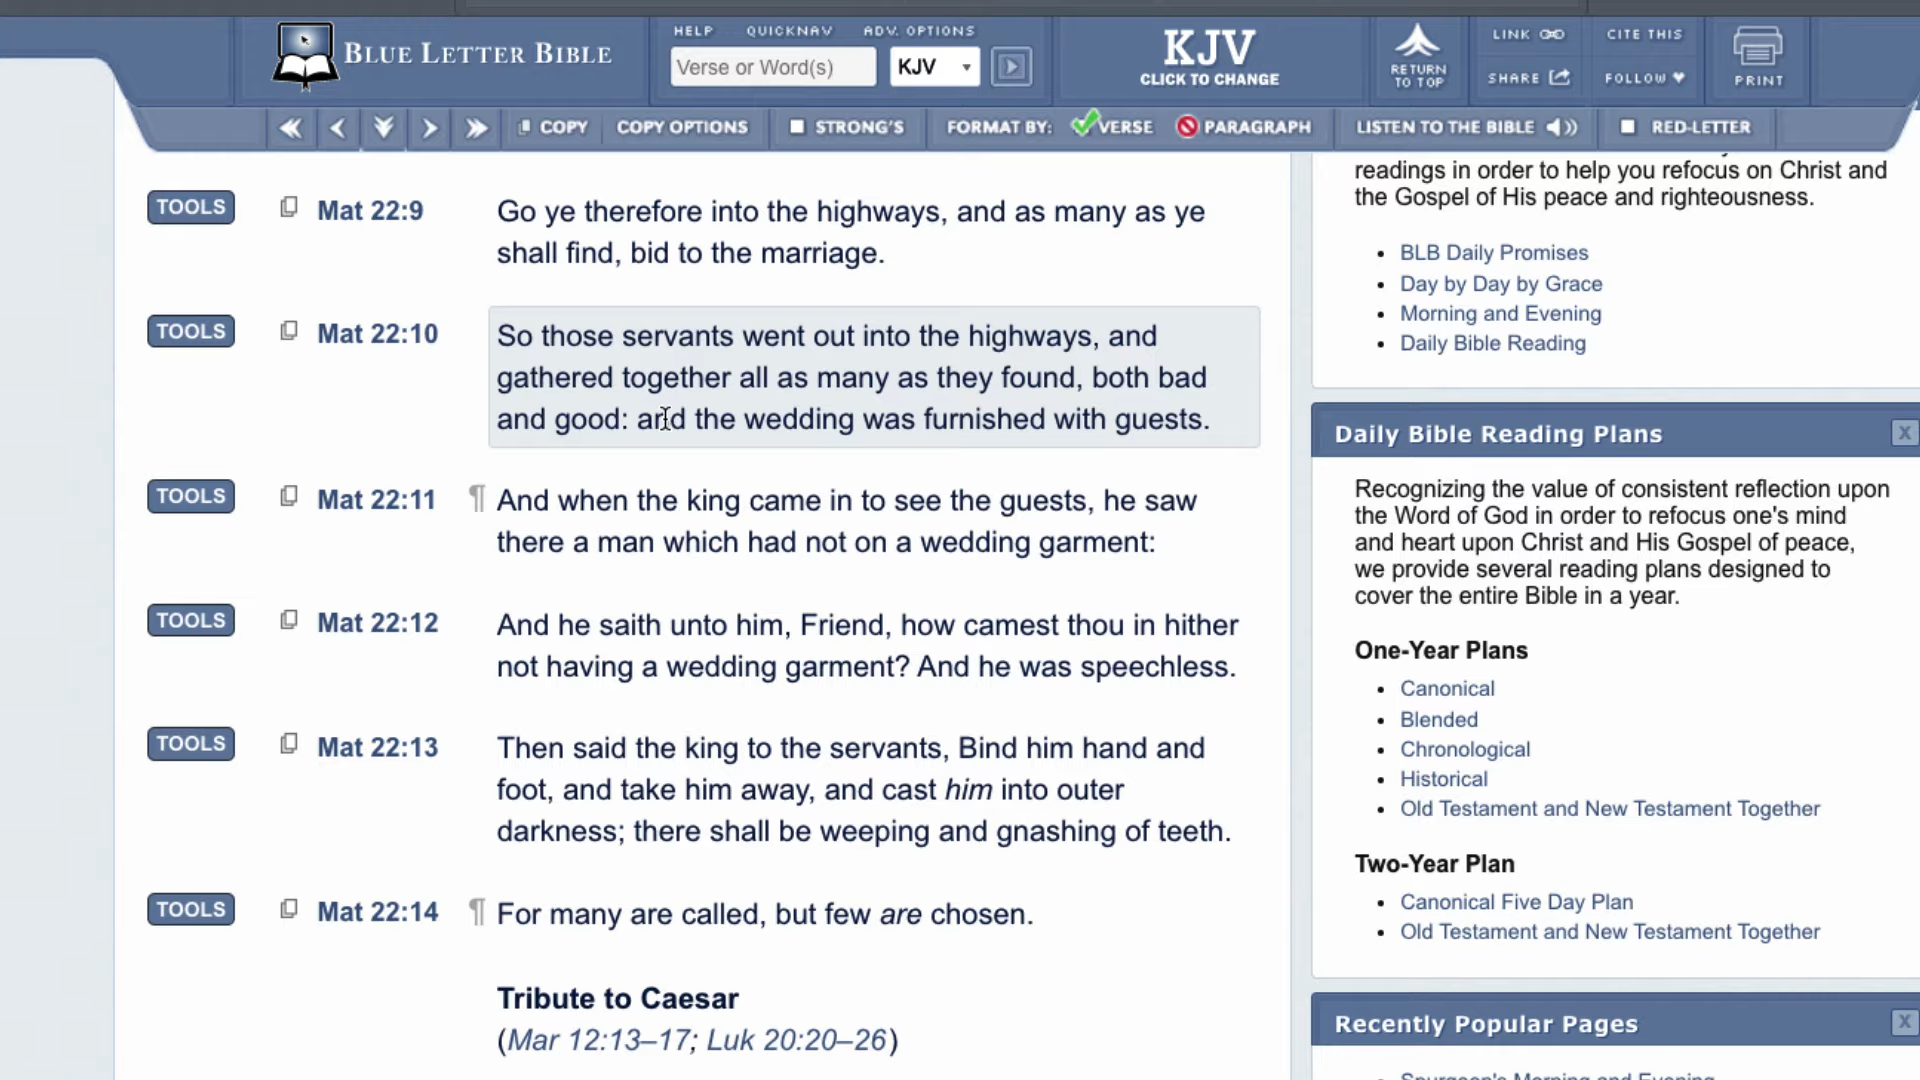 BLUE LETTER BIBLE
HELP QUICKNAV ADV. OPTIONS
Verse or Word(s) KJV
KJV
CLICK TO CHANGE
RETURN
TO TOP
LINK
SHARE
CITE THIS
FOLLOW
PRINT
COPY COPY OPTIONS STRONG'S FORMAT BY: VERSE PARAGRAPH LISTEN TO THE BIBLE RED-LETTER
TOOLS Mat 22:9 Go ye therefore into the highways, and as many as ye
shall find, bid to the marriage.
TOOLS Mat 22:10 So those servants went out into the highways, and
gathered together all as many as they found, both bad
and good: and the wedding was furnished with guests.
TOOLS Mat 22:11 ¶ And when the king came in to see the guests, he saw
there a man which had not on a wedding garment:
TOOLS Mat 22:12 And he saith unto him, Friend, how camest thou in hither
not having a wedding garment? And he was speechless.
TOOLS Mat 22:13 Then said the king to the servants, Bind him hand and
foot, and take him away, and cast him into outer
darkness; there shall be weeping and gnashing of teeth.
TOOLS Mat 22:14 ¶ For many are called, but few are chosen.
Tribute to Caesar
(Mar 12:13–17; Luk 20:20–26)
readings in order to help you refocus on Christ and
the Gospel of His peace and righteousness.
• BLB Daily Promises
• Day by Day by Grace
• Morning and Evening
• Daily Bible Reading
Daily Bible Reading Plans X
Recognizing the value of consistent reflection upon
the Word of God in order to refocus one's mind
and heart upon Christ and His Gospel of peace,
we provide several reading plans designed to
cover the entire Bible in a year.
One-Year Plans
• Canonical
• Blended
• Chronological
• Historical
• Old Testament and New Testament Together
Two-Year Plan
• Canonical Five Day Plan
• Old Testament and New Testament Together
Recently Popular Pages X
Spurgeon's Morning and Evening